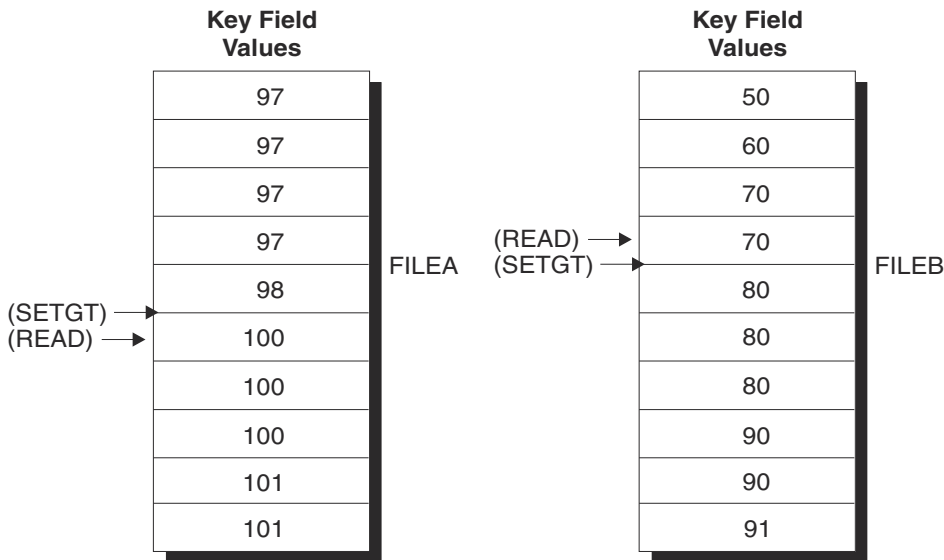 Key Field
Values
97
97
97
97
98
100
100
100
101
101
FILEA
(SETGT)
(READ)
Key Field
Values
50
60
70
70
80
80
80
90
90
91
(READ)
(SETGT)
FILEB